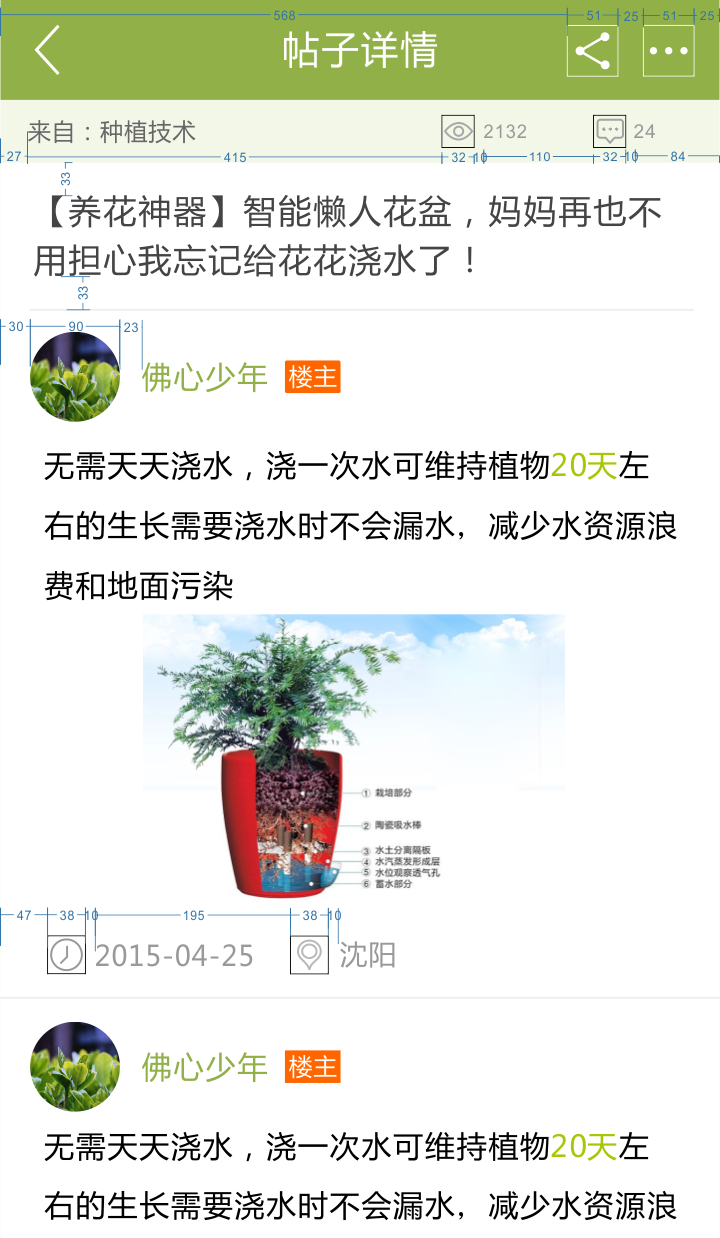 568 51 25 51 25
帖子详情
来自：种植技术 2132 24
27 415 32 10 110 32 10 84
33
【养花神器】智能懒人花盆，妈妈再也不
用担心我忘记给花花浇水了！
33
30 90 23
佛心少年 楼主
无需天天浇水，浇一次水可维持植物20天左
右的生长需要浇水时不会漏水，减少水资源浪
费和地面污染
① 栽培部分
② 陶瓷吸水棒
③ 水土分离隔板
④ 水汽蒸发形成层
⑤ 水位观察透气孔
⑥ 蓄水部分
47 38 10 195 38 10
2015-04-25 沈阳
佛心少年 楼主
无需天天浇水，浇一次水可维持植物20天左
右的生长需要浇水时不会漏水，减少水资源浪